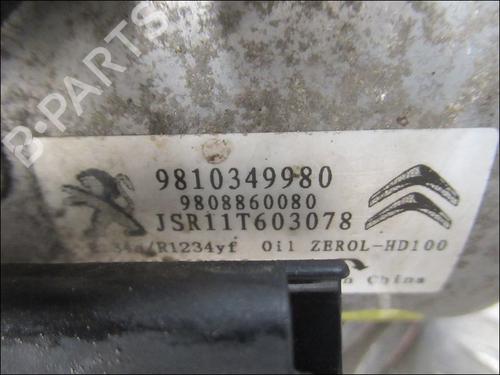 B-PARTS
9810349980
9808860080
JSR11T603078
/R1234yf Oil ZEROL-HD100
China